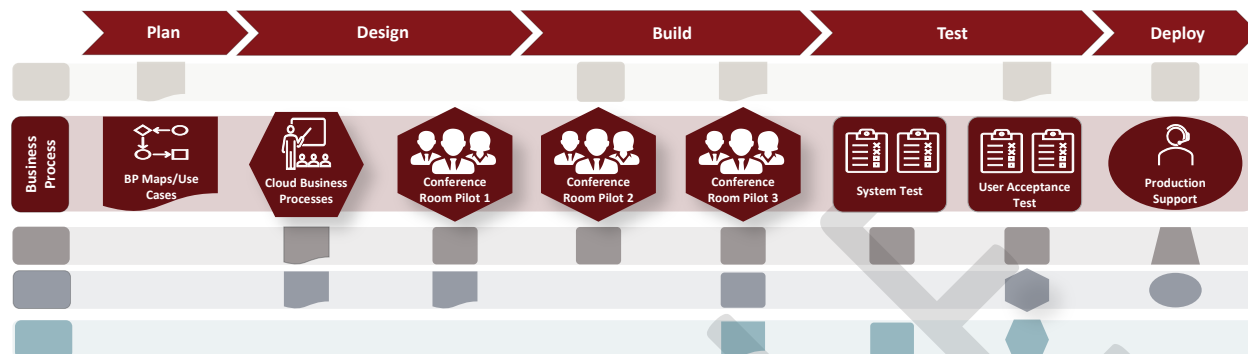 Plan
Design
Build
Test
Deploy
Business
Process
BP Maps/Use
Cases
Cloud Business
Processes
Conference
Room Pilot 1
Conference
Room Pilot 2
Conference
Room Pilot 3
System Test
User Acceptance
Test
Production
Support